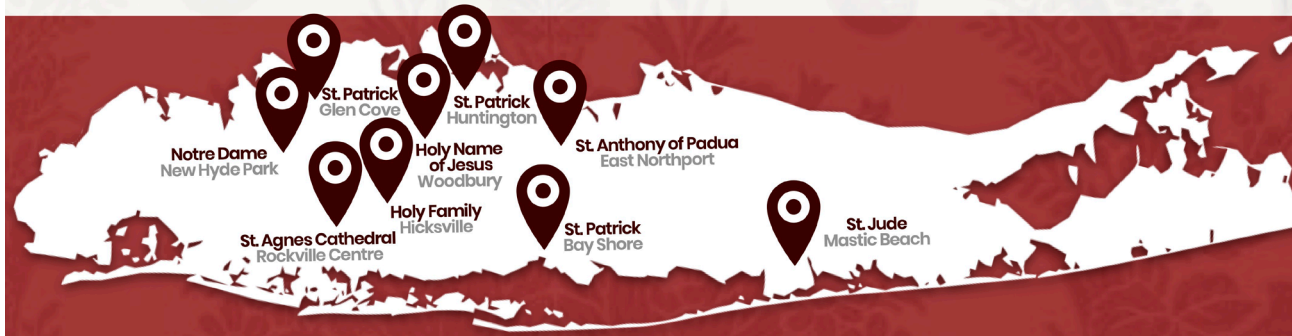 St. Patrick
Glen Cove
St. Patrick
Huntington
Notre Dame
New Hyde Park
Holy Name
of Jesus
Woodbury
St. Anthony of Padua
East Northport
Holy Family
Hicksville
St. Agnes Cathedral
Rockville Centre
St. Patrick
Bay Shore
St. Jude
Mastic Beach